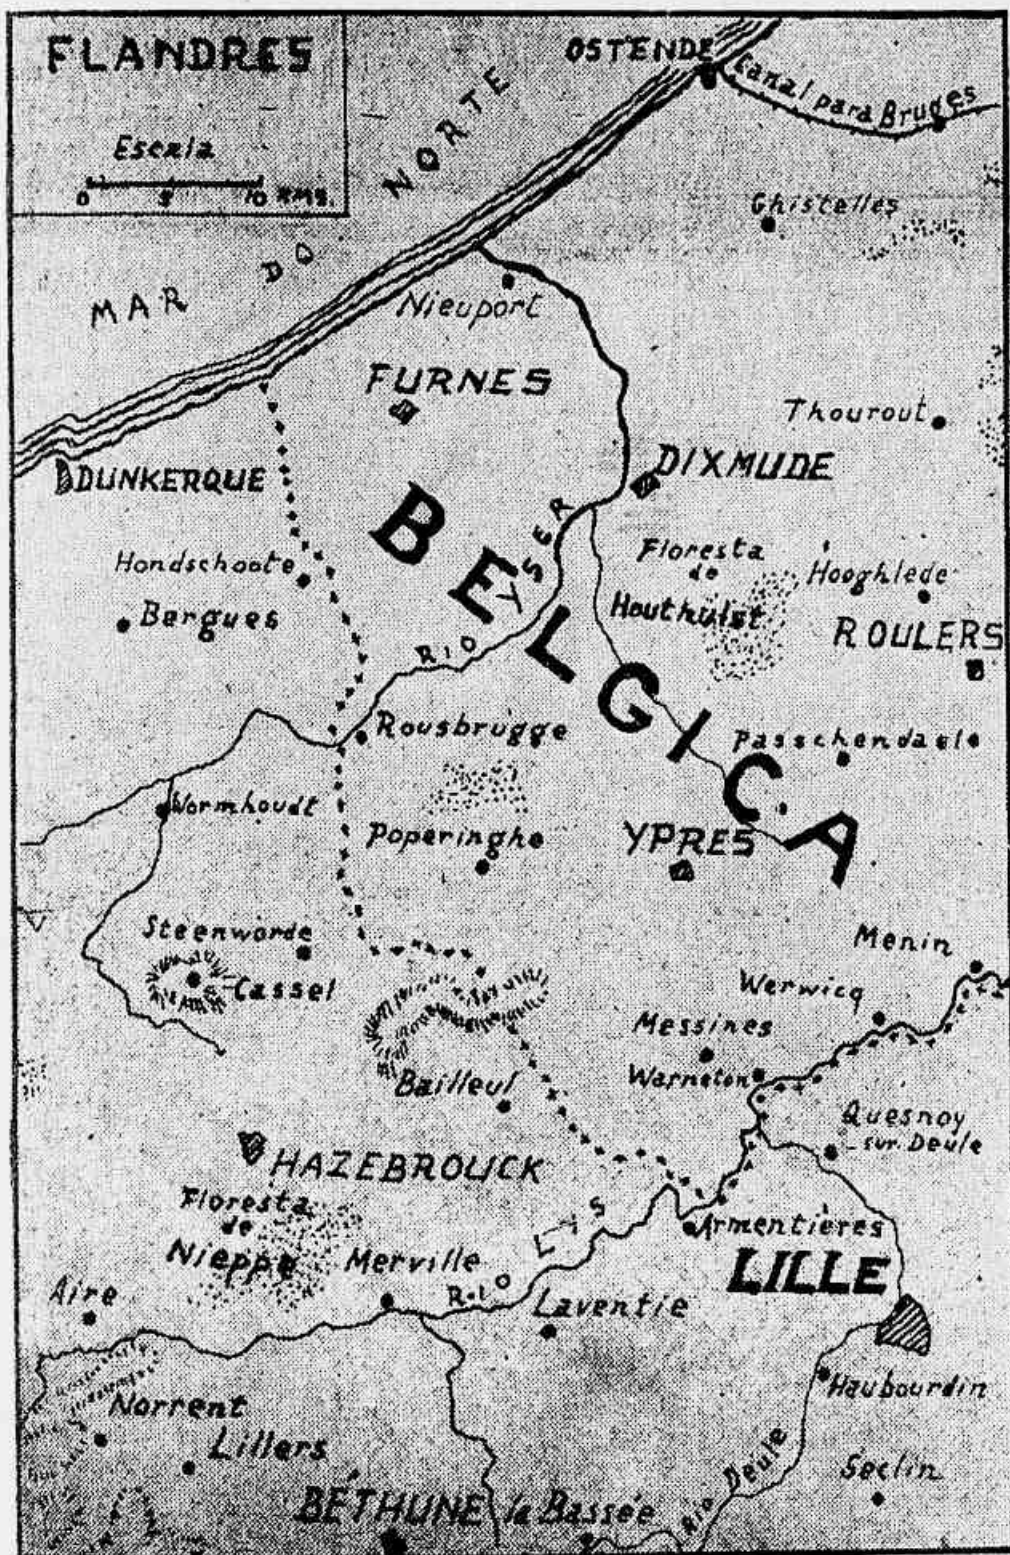 FLANDRES
Escala
0 5 10 KMS.
MAR DO NORTE
OSTENDE
Canal para Bruges
Ghistelles
Nieuport
FURNES
Thourout
DUNKERQUE
DIXMUDE
BELGICA
Hondschoote
Bergues
RIO YSER
Floresta
de
Houthulst
Hooghlede
ROULERS
Rousbrugge
Passchendaele
Wormhoudt
Poperinghe
YPRES
Steenworde
Cassel
Menin
Werwicq
Messines
Warneton
Bailleul
Quesnoy
-sur-Deule
HAZEBROUCK
Floresta
de
Nieppe
Merville
RIO LYS
Armentières
LILLE
Aire
Laventie
Haubourdin
Norrent
Lillers
Rio Deule
Seclin
BÉTHUNE
la Bassée